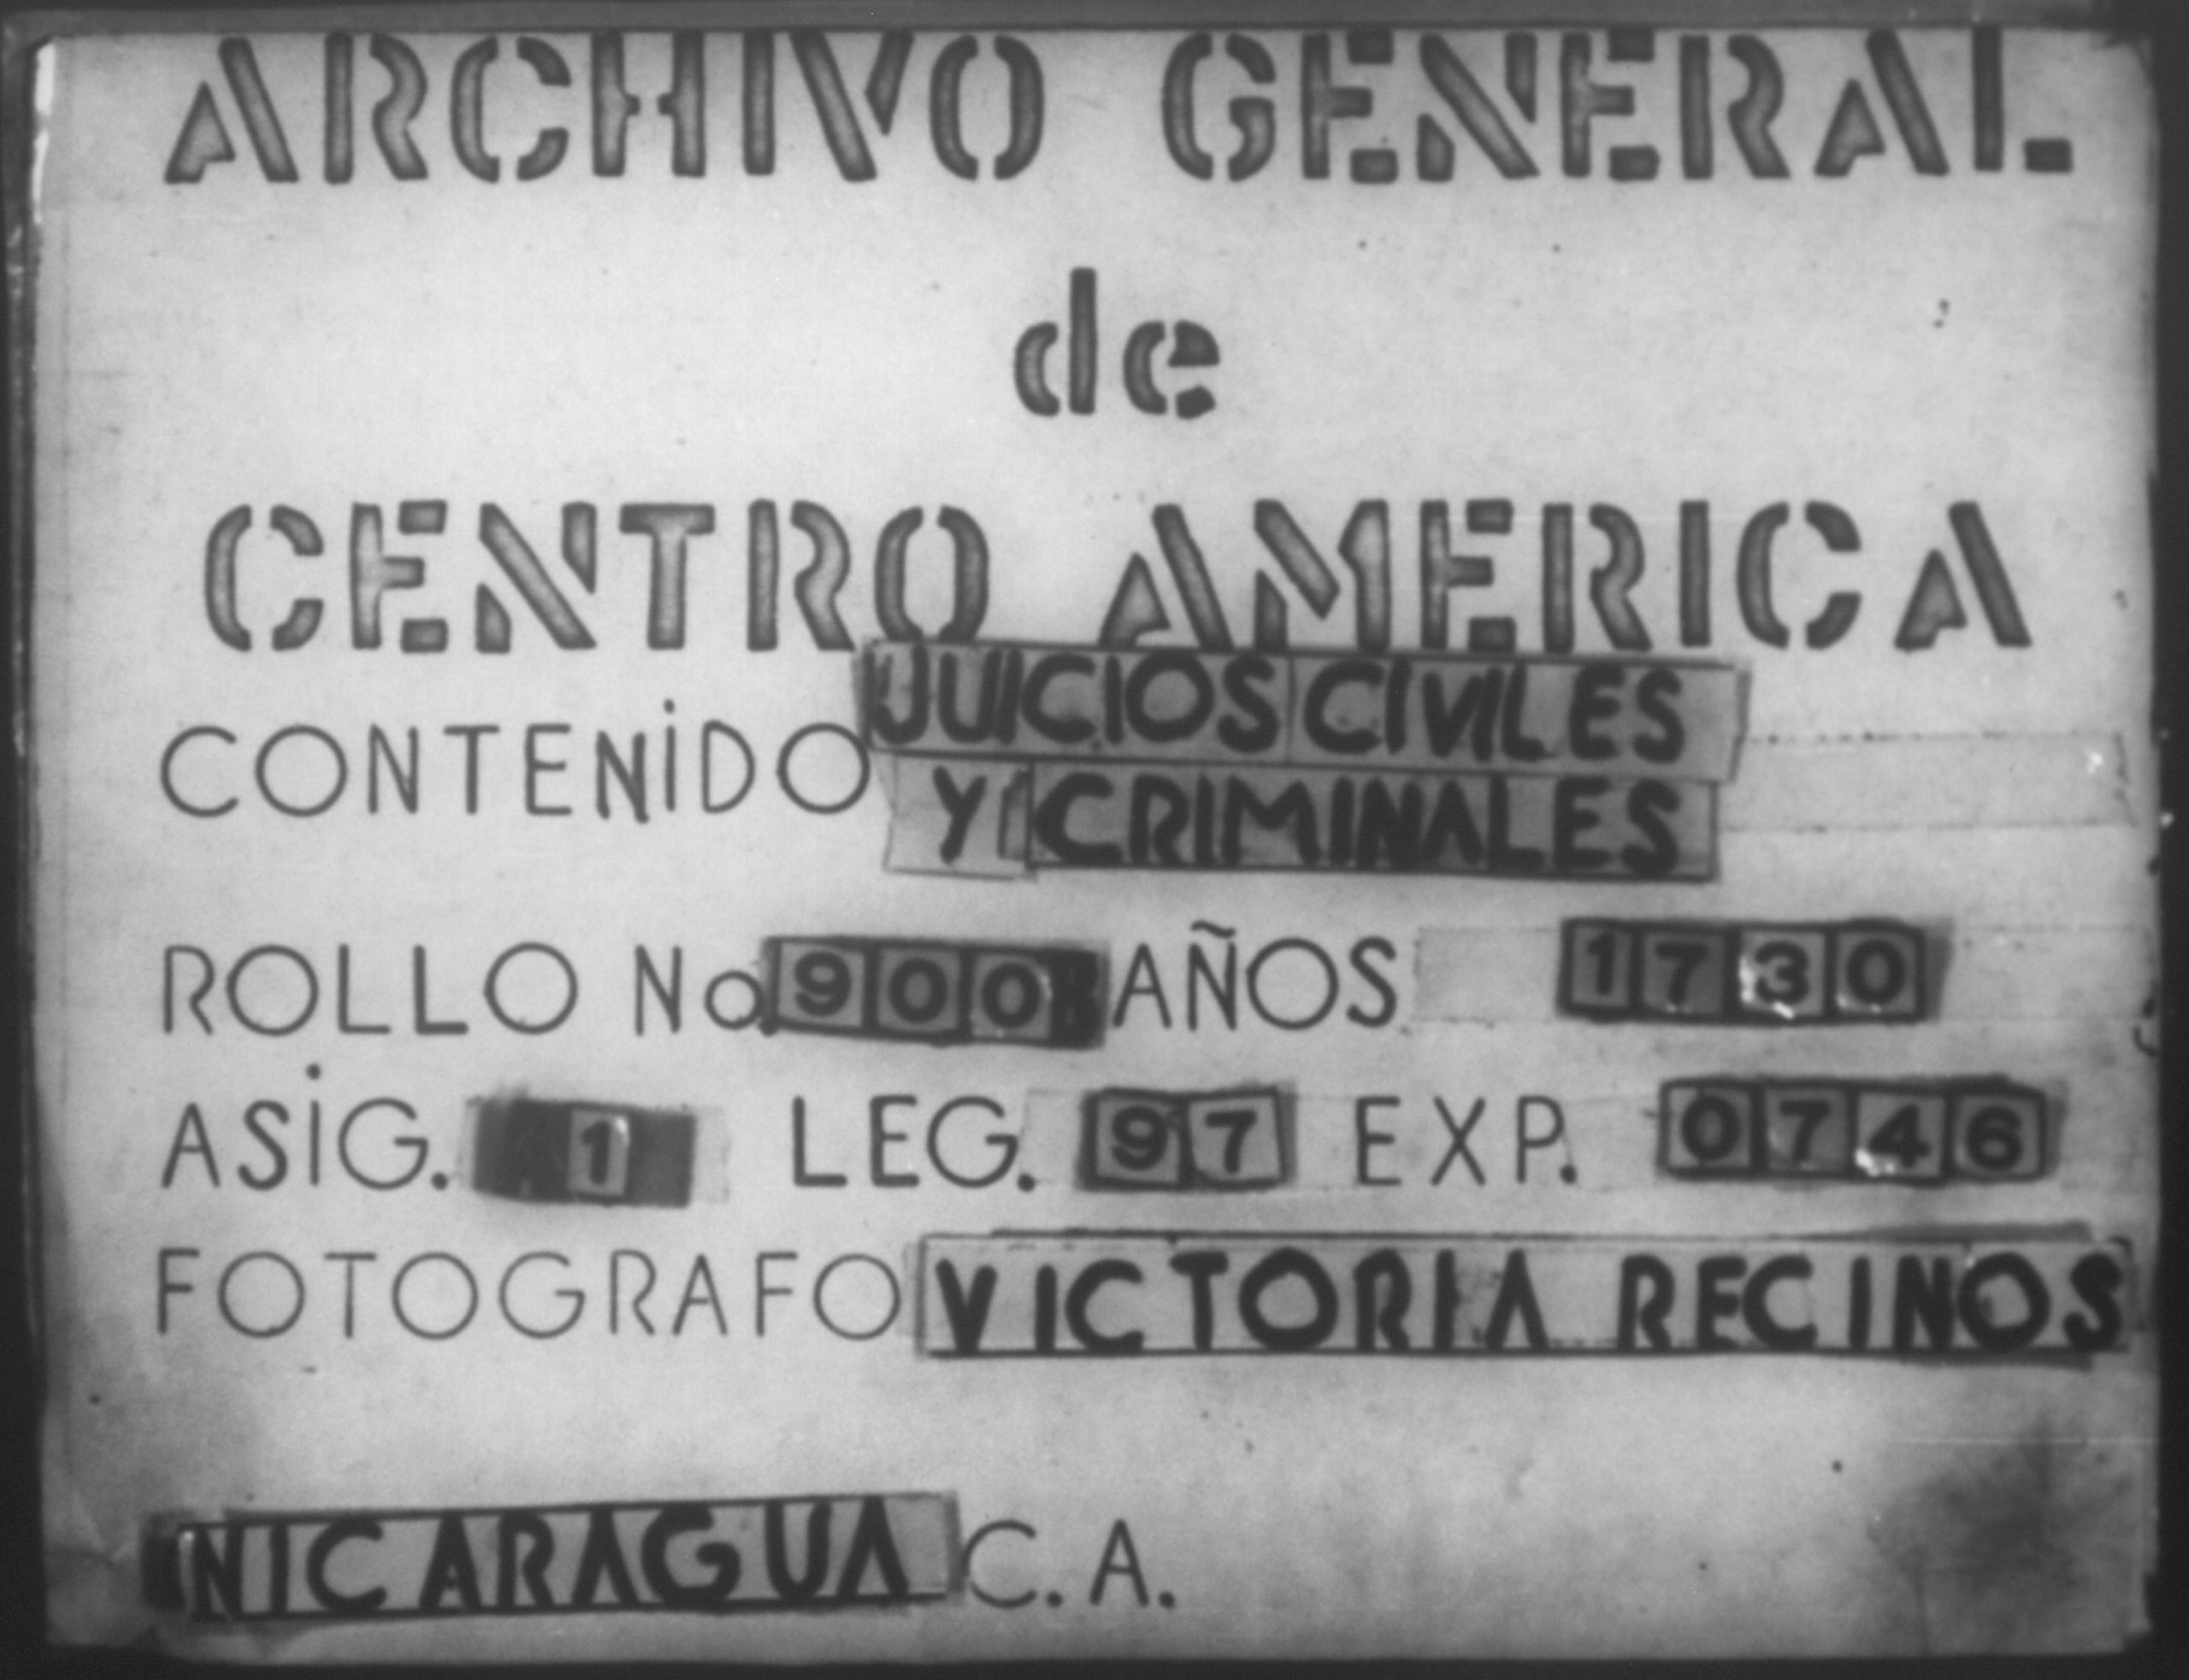 ARCHIVO GENERAL
de
CENTRO AMERICA
CONTENIDO JUICIOS CIVILES
Y CRIMINALES
ROLLO No 900 AÑOS 1730
ASIG. 1 LEG. 97 EXP. 0746
FOTOGRAFO VICTORIA RECINOS
NICARAGUA C.A.